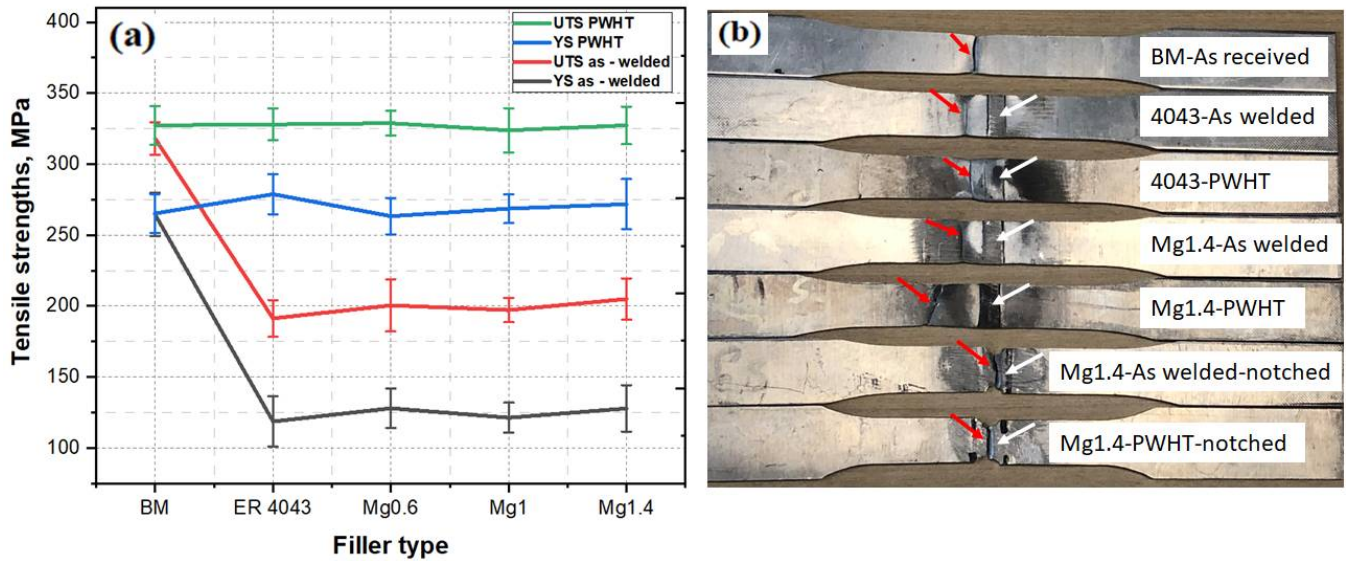 (a)
UTS PWHT
YS PWHT
UTS as - welded
YS as - welded
400
350
300
250
200
150
100
Tensile strengths, MPa
BM
ER 4043
Mg0.6
Mg1
Mg1.4
Filler type
(b)
BM-As received
4043-As welded
4043-PWHT
Mg1.4-As welded
Mg1.4-PWHT
Mg1.4-As welded-notched
Mg1.4-PWHT-notched